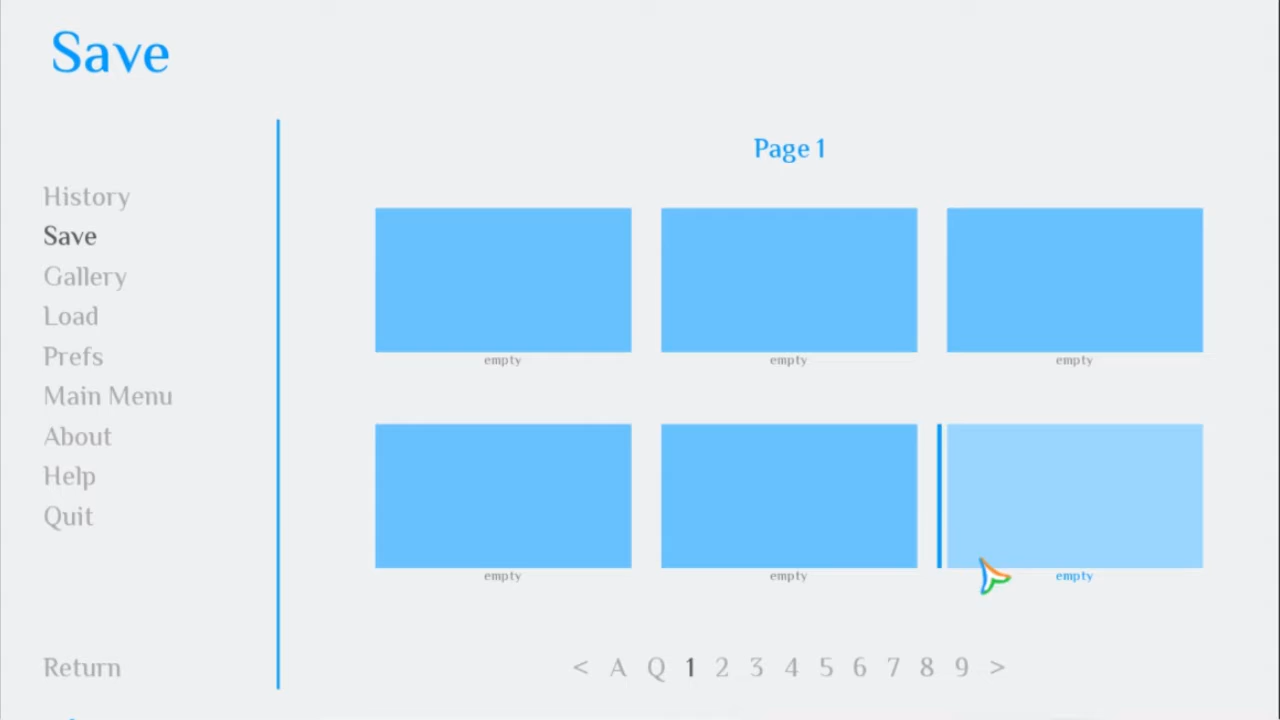 Save
Page 1
History
Save
Gallery
Load
Prefs
Main Menu
About
Help
Quit
Return
empty
empty
empty
empty
empty
empty
< A Q 1 2 3 4 5 6 7 8 9 >